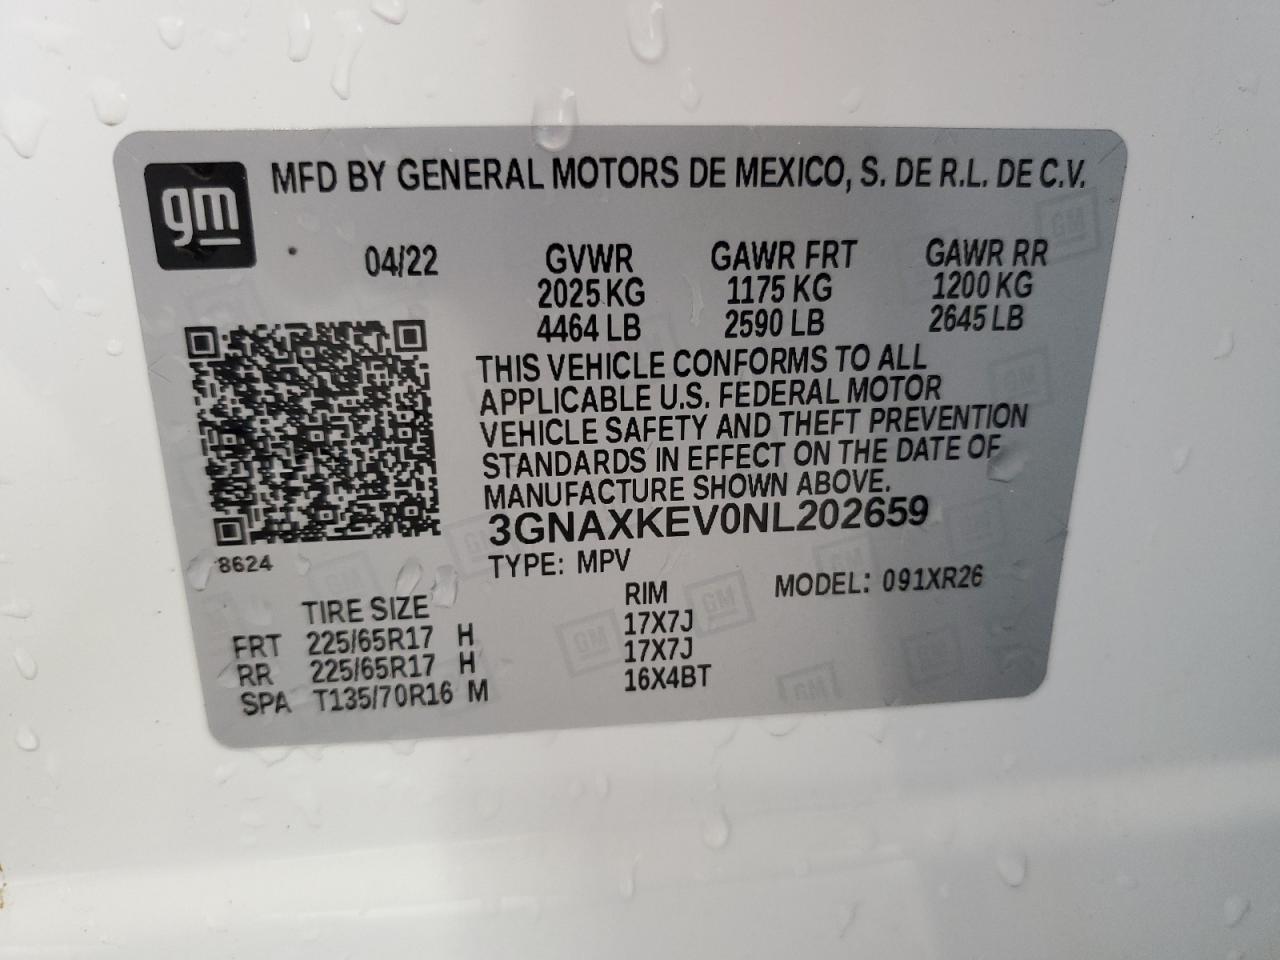 gm
MFD BY GENERAL MOTORS DE MEXICO, S. DE R.L. DE C.V.
04/22 GVWR GAWR FRT GAWR RR
2025 KG 1175 KG 1200 KG
4464 LB 2590 LB 2645 LB
THIS VEHICLE CONFORMS TO ALL
APPLICABLE U.S. FEDERAL MOTOR
VEHICLE SAFETY AND THEFT PREVENTION
STANDARDS IN EFFECT ON THE DATE OF
MANUFACTURE SHOWN ABOVE.
3GNAXKEV0NL202659
8624
TYPE: MPV
MODEL: 091XR26
TIRE SIZE RIM
FRT 225/65R17 H 17X7J
RR 225/65R17 H 17X7J
SPA T135/70R16 M 16X4BT